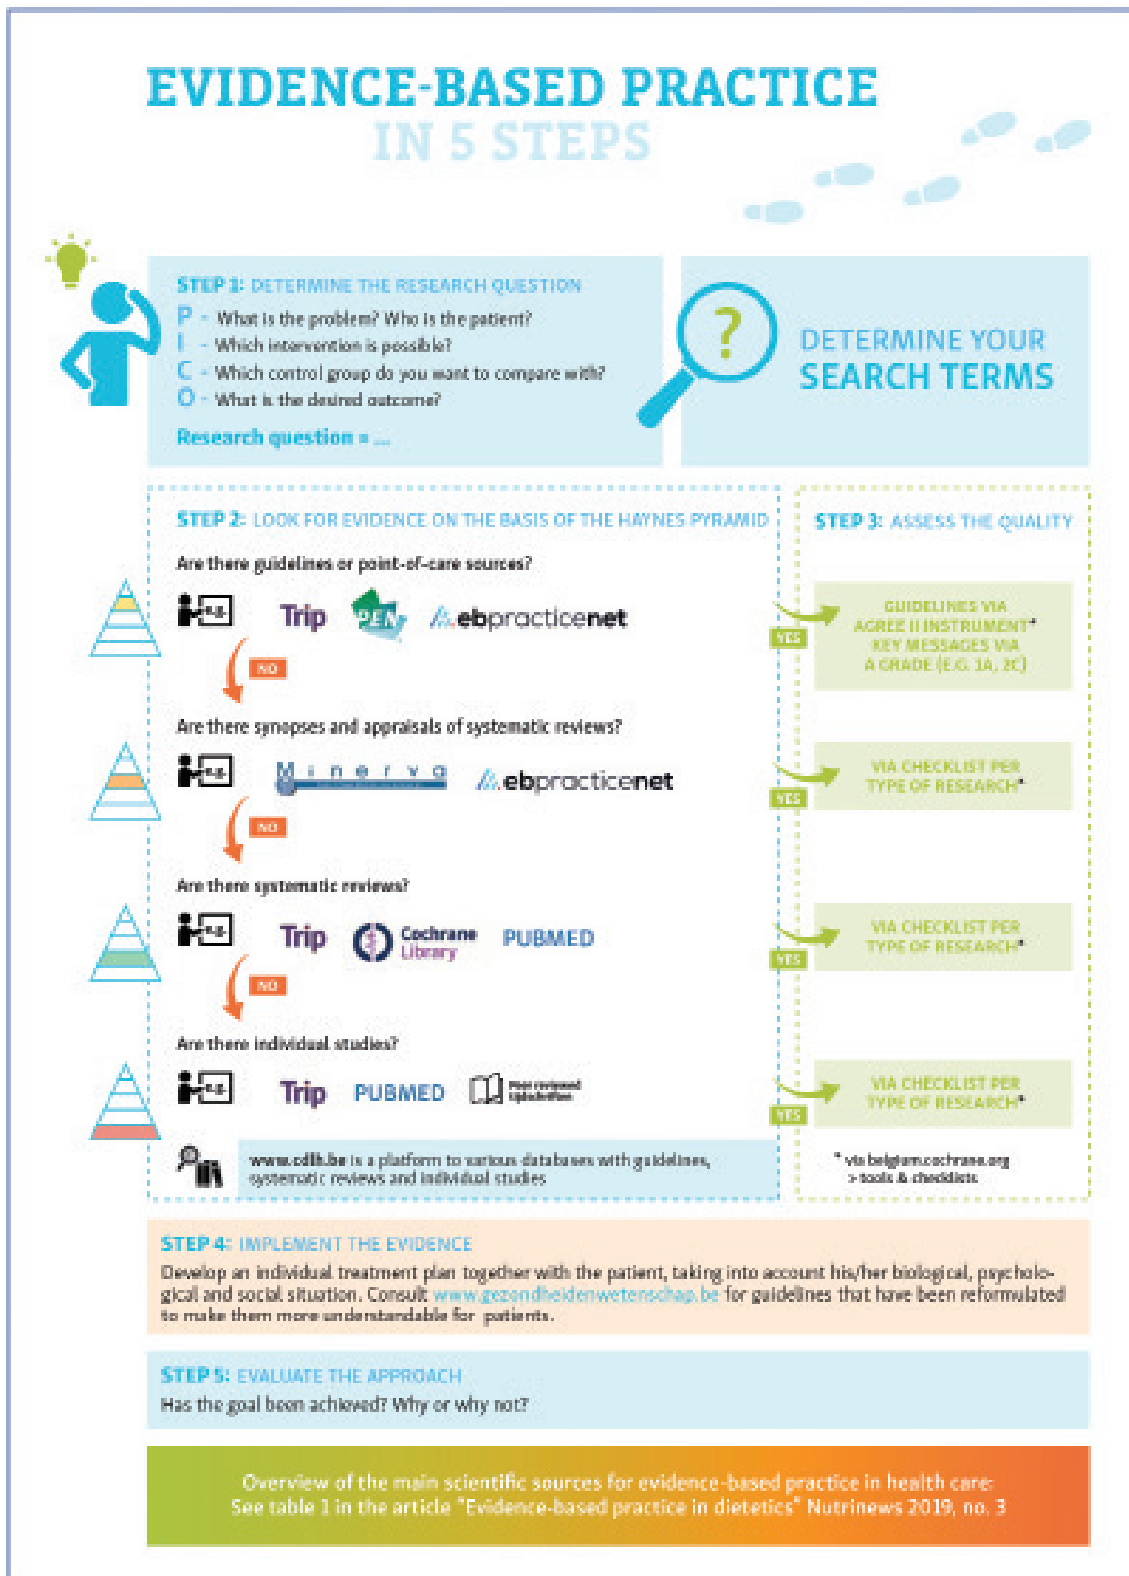 EVIDENCE-BASED PRACTICE
IN 5 STEPS
STEP 1: DETERMINE THE RESEARCH QUESTION
P - What is the problem? Who is the patient?
I - Which intervention is possible?
C - Which control group do you want to compare with?
O - What is the desired outcome?
Research question = ...
?
DETERMINE YOUR
SEARCH TERMS
STEP 2: LOOK FOR EVIDENCE ON THE BASIS OF THE HAYNES PYRAMID
Are there guidelines or point-of-care sources?
e.g. Trip PEN ebpracticenet
NO
Are there synopses and appraisals of systematic reviews?
e.g. Minerva ebpracticenet
NO
Are there systematic reviews?
e.g. Trip Cochrane Library PUBMED
NO
Are there individual studies?
e.g. Trip PUBMED Peer reviewed
www.cdlh.be is a platform to various databases with guidelines,
systematic reviews and individual studies
STEP 3: ASSESS THE QUALITY
YES
GUIDELINES VIA
AGREE II INSTRUMENT*
KEY MESSAGES VIA
A GRADE (E.G. 1A, 2C)
YES
VIA CHECKLIST PER
TYPE OF RESEARCH*
YES
VIA CHECKLIST PER
TYPE OF RESEARCH*
YES
VIA CHECKLIST PER
TYPE OF RESEARCH*
* via belgium.cochrane.org
> tools & checklists
STEP 4: IMPLEMENT THE EVIDENCE
Develop an individual treatment plan together with the patient, taking into account his/her biological, psycholo-
gical and social situation. Consult www.gezondheidenwetenschap.be for guidelines that have been reformulated
to make them more understandable for patients.
STEP 5: EVALUATE THE APPROACH
Has the goal been achieved? Why or why not?
Overview of the main scientific sources for evidence-based practice in health care:
See table 1 in the article "Evidence-based practice in dietetics" Nutrinews 2019, no. 3